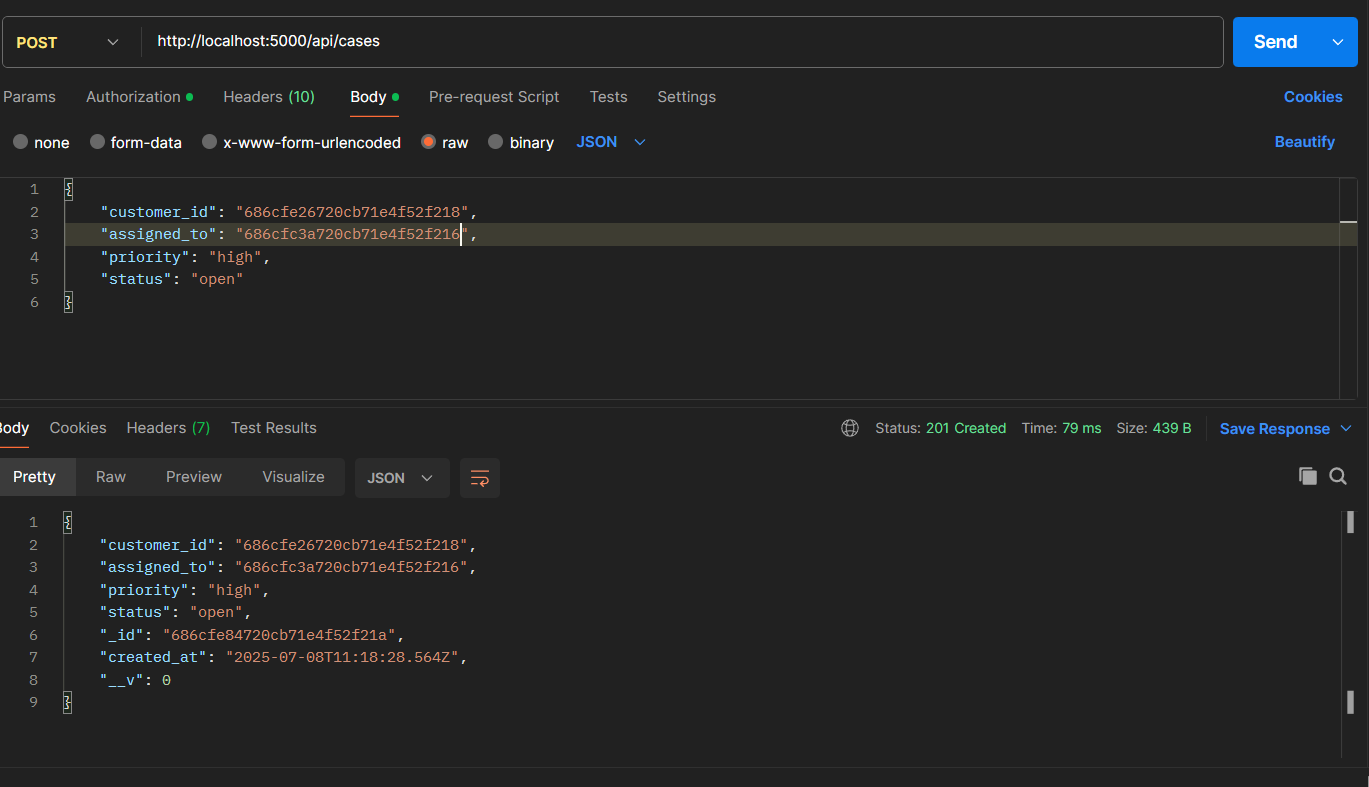 POST http://localhost:5000/api/cases Send
Params Authorization Headers (10) Body Pre-request Script Tests Settings Cookies
none form-data x-www-form-urlencoded raw binary JSON Beautify
1 {
2 "customer_id": "686cfe26720cb71e4f52f218",
3 "assigned_to": "686cfc3a720cb71e4f52f216",
4 "priority": "high",
5 "status": "open"
6 }
Body Cookies Headers (7) Test Results Status: 201 Created Time: 79 ms Size: 439 B Save Response
Pretty Raw Preview Visualize JSON
1 {
2 "customer_id": "686cfe26720cb71e4f52f218",
3 "assigned_to": "686cfc3a720cb71e4f52f216",
4 "priority": "high",
5 "status": "open",
6 "_id": "686cfe84720cb71e4f52f21a",
7 "created_at": "2025-07-08T11:18:28.564Z",
8 "__v": 0
9 }